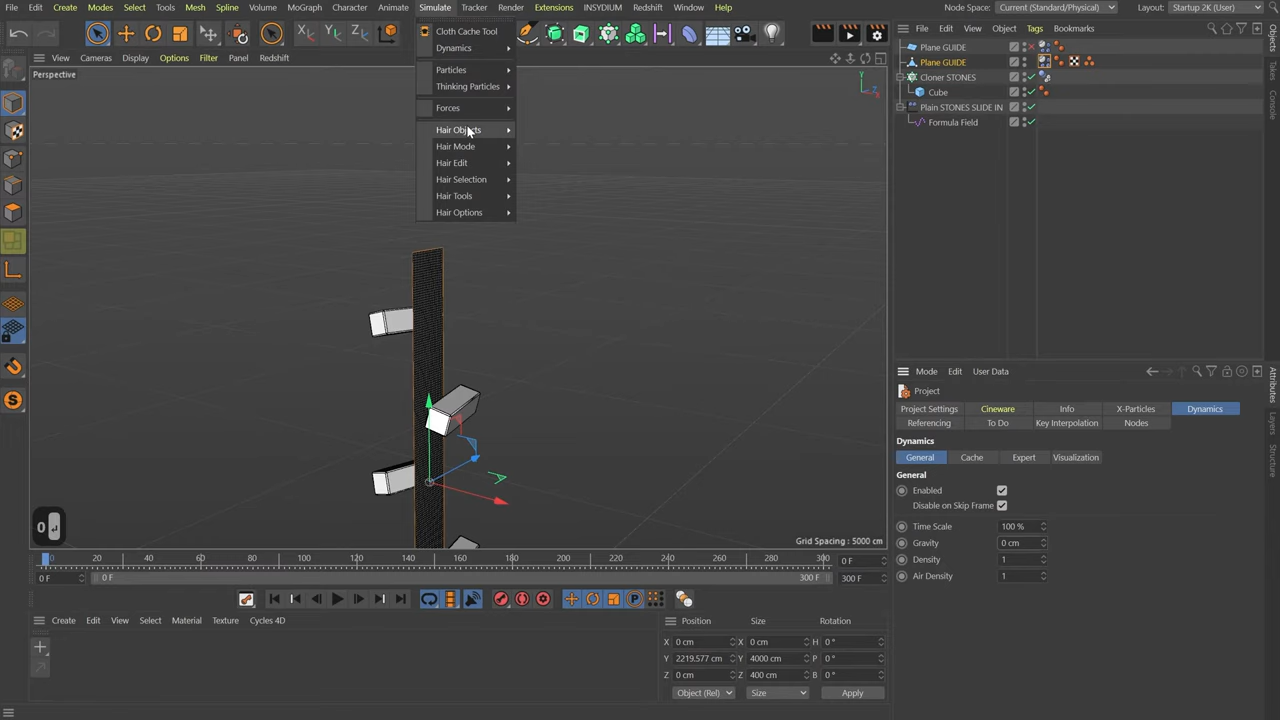 File Edit Create Modes Select Tools Mesh Spline Volume MoGraph Character Animate Simulate Tracker Render Extensions INSYDIUM Redshift Window Help Node Space: Current (Standard/Physical) Layout: Startup 2K (User)
X Y Z
File Edit View Object Tags Bookmarks
View Cameras Display Options Filter Panel Redshift
Perspective
Y
Z
Cloth Cache Tool
Dynamics
Particles
Thinking Particles
Forces
Hair Objects
Hair Mode
Hair Edit
Hair Selection
Hair Tools
Hair Options
Plane GUIDE
Plane GUIDE
Cloner STONES
Cube
Plain STONES SLIDE IN
Formula Field
Objects
Takes
Content Browser
Attributes
Layers
Structure
Mode Edit User Data
Project
Project Settings Cineware Info X-Particles Dynamics
Referencing To Do Key Interpolation Nodes
Dynamics
General Cache Expert Visualization
General
Enabled
Disable on Skip Frame
Time Scale 100 %
Gravity 0 cm
Density 1
Air Density 1
0
Grid Spacing : 5000 cm
0 20 40 60 80 100 120 140 160 180 200 220 240 260 280 300 0 F
0 F 0 F 300 F 300 F
P
Create Edit View Select Material Texture Cycles 4D
Position Size Rotation
X 0 cm X 0 cm H 0 °
Y 2219.577 cm Y 4000 cm P 0 °
Z 0 cm Z 400 cm B 0 °
Object (Rel) Size Apply